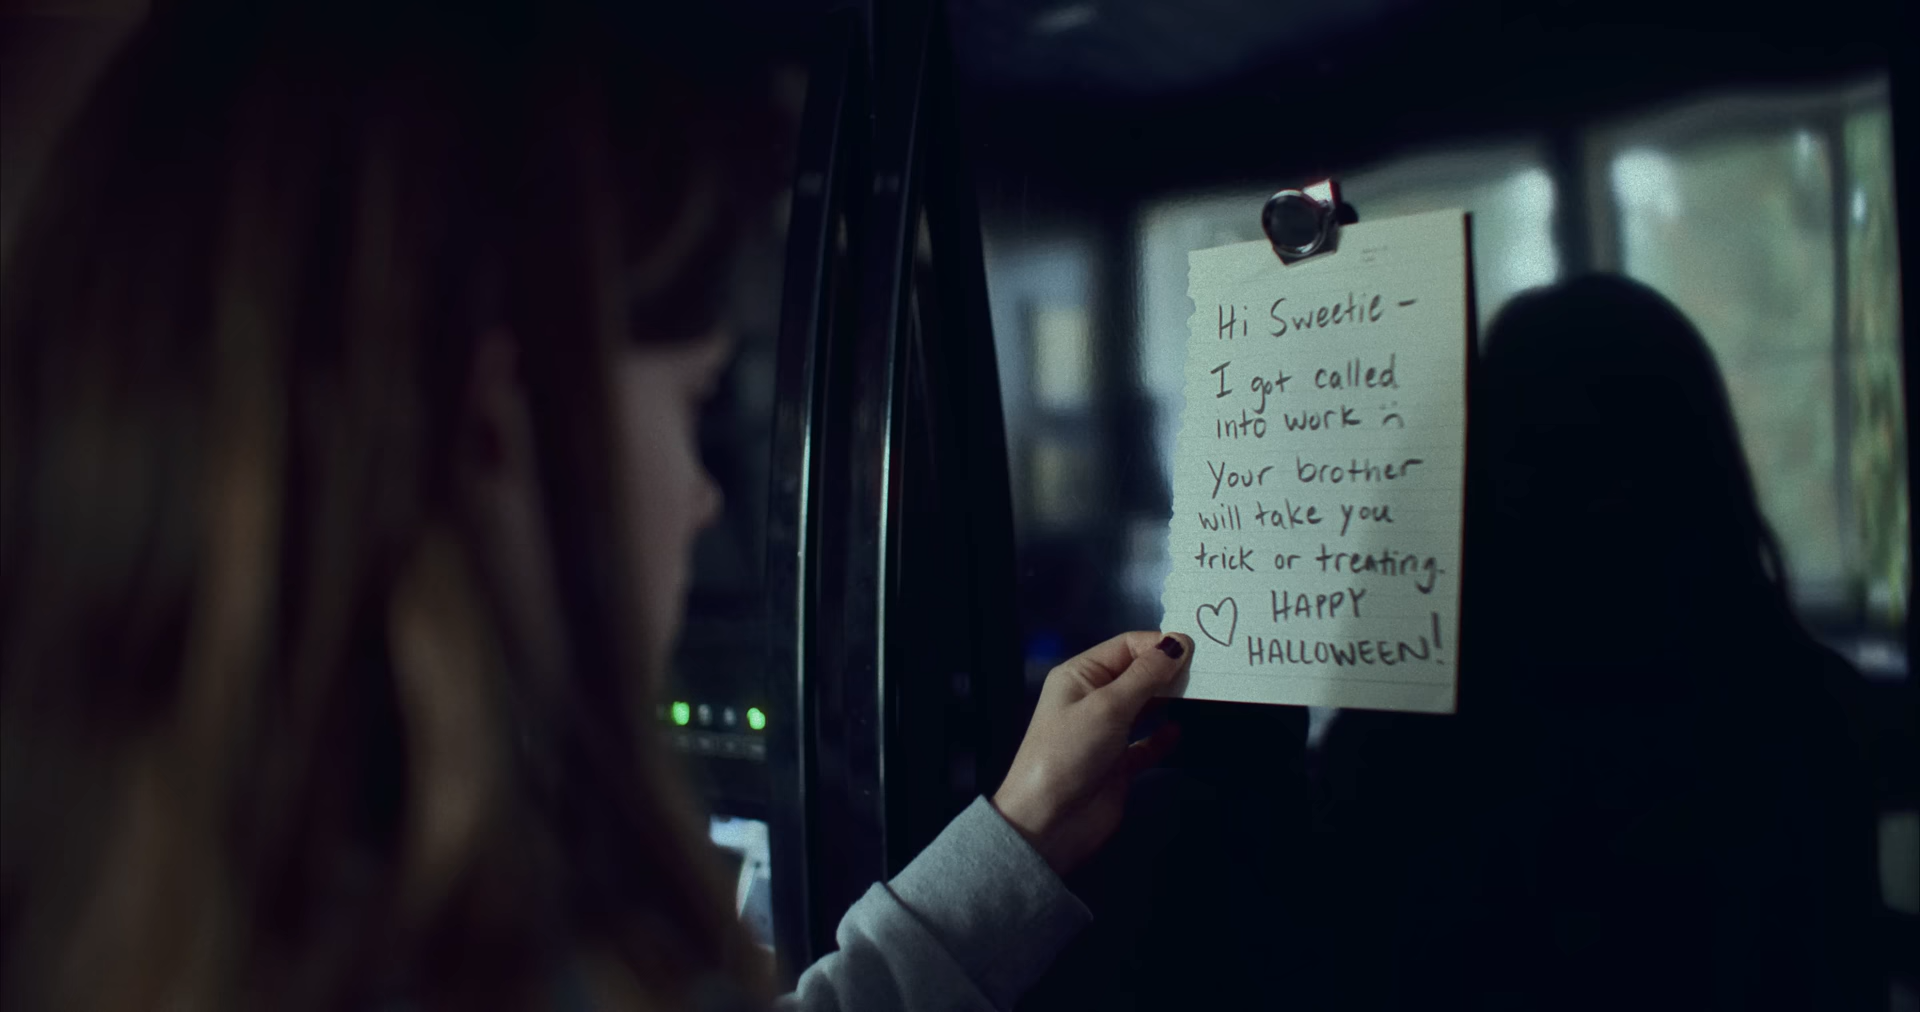 Hi Sweetie -
I got called
into work :(
Your brother
will take you
trick or treating.
♡ HAPPY
HALLOWEEN!